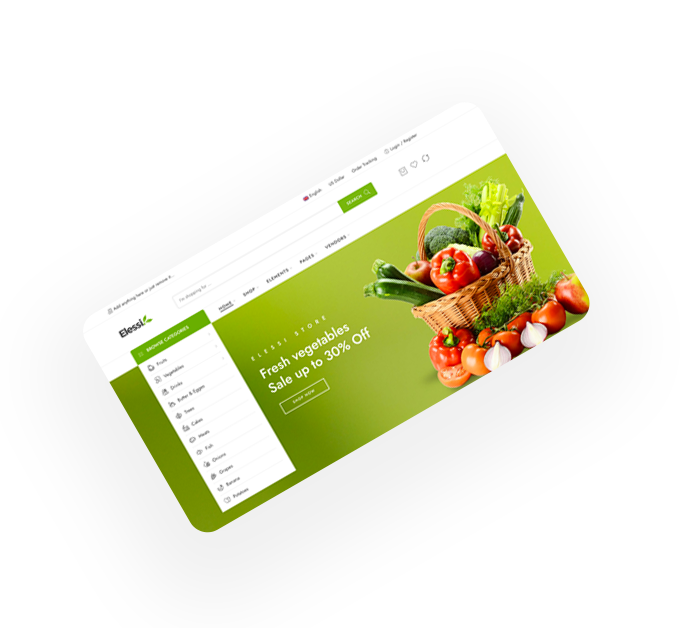 Add anything here or just remove it...
English
US Dollar
Order Tracking
Login / Register
Elessi
I'm shopping for ...
SEARCH
BROWSE CATEGORIES
HOME
SHOP
ELEMENTS
PAGES
VENDORS
Fruits
Vegetables
Drinks
Butter & Egges
Trees
Cakes
Meats
Fish
Onions
Grapes
Banana
Potatoes
ELESSI STORE
Fresh vegetables
Sale up to 30% Off
SHOP NOW